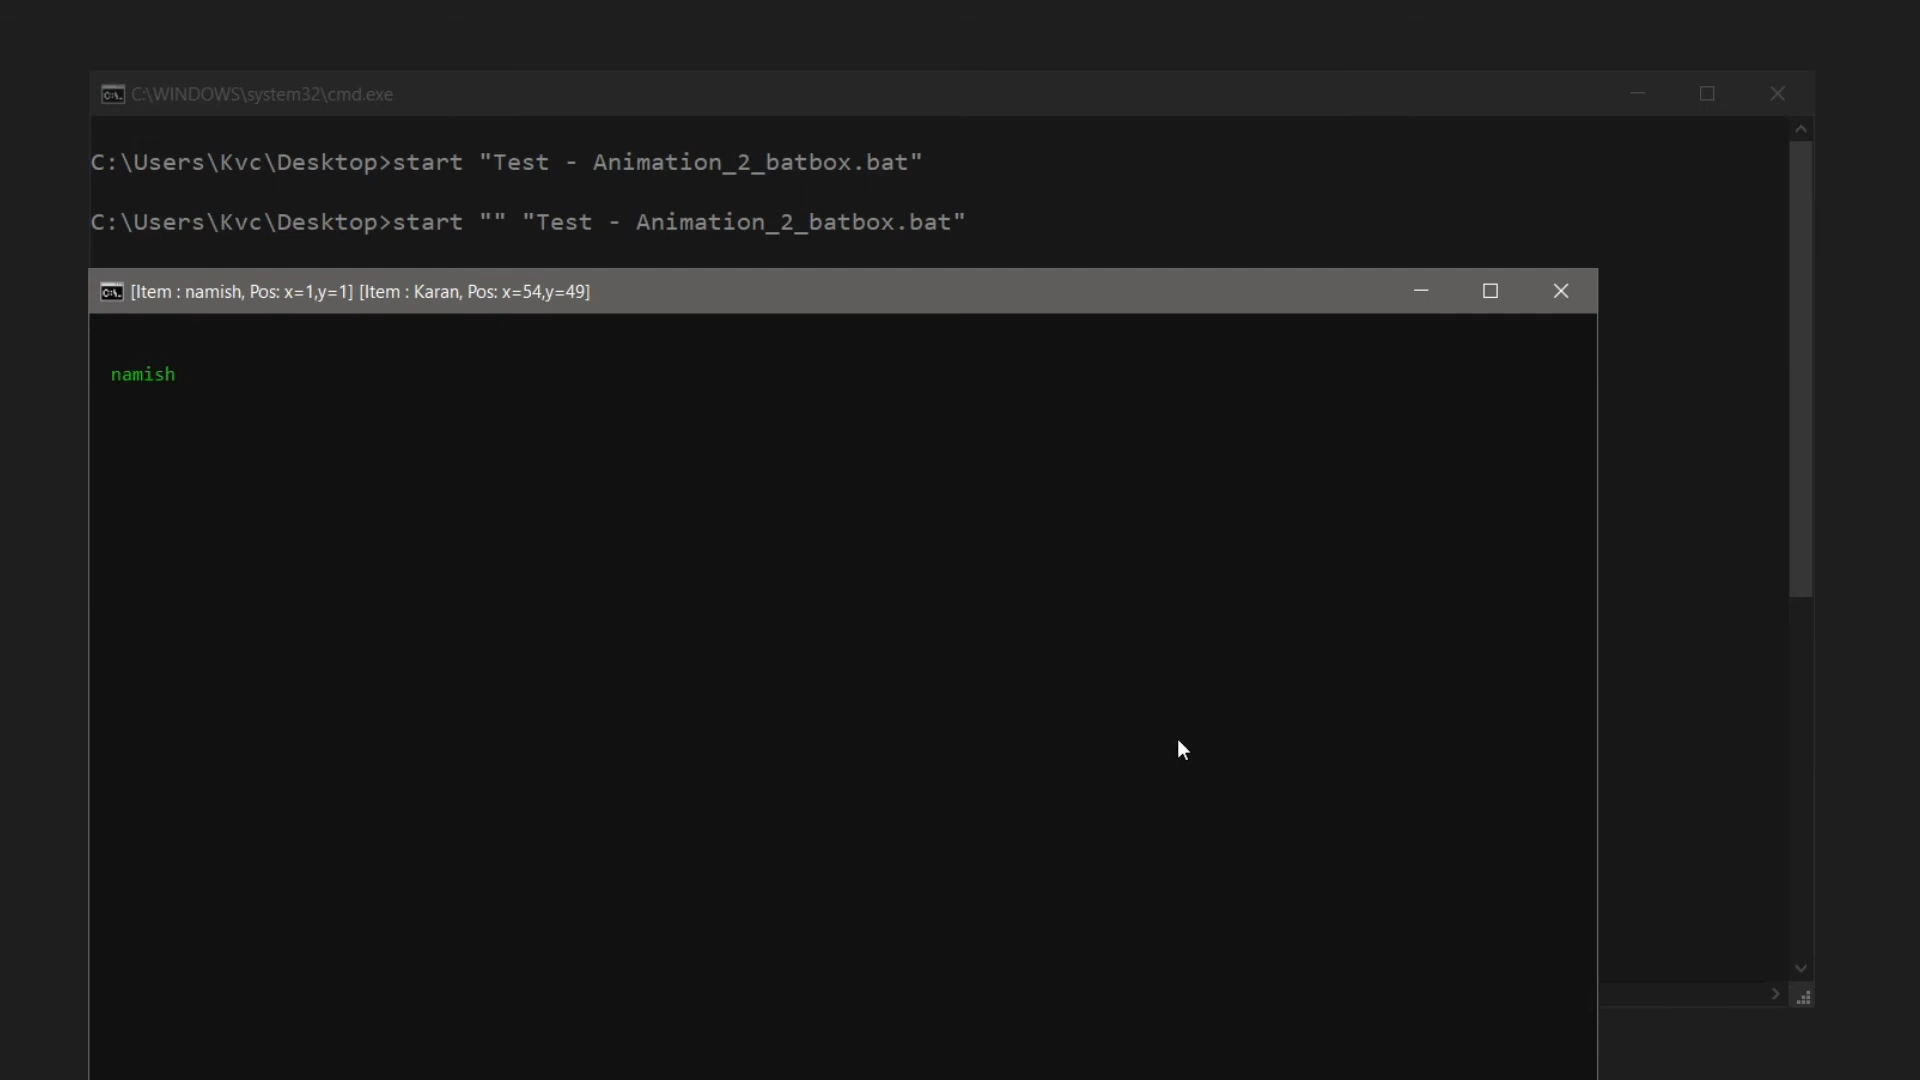 C:\WINDOWS\system32\cmd.exe
C:\Users\Kvc\Desktop>start "Test - Animation_2_batbox.bat"
C:\Users\Kvc\Desktop>start "" "Test - Animation_2_batbox.bat"
[Item : namish, Pos: x=1,y=1] [Item : Karan, Pos: x=54,y=49]
namish